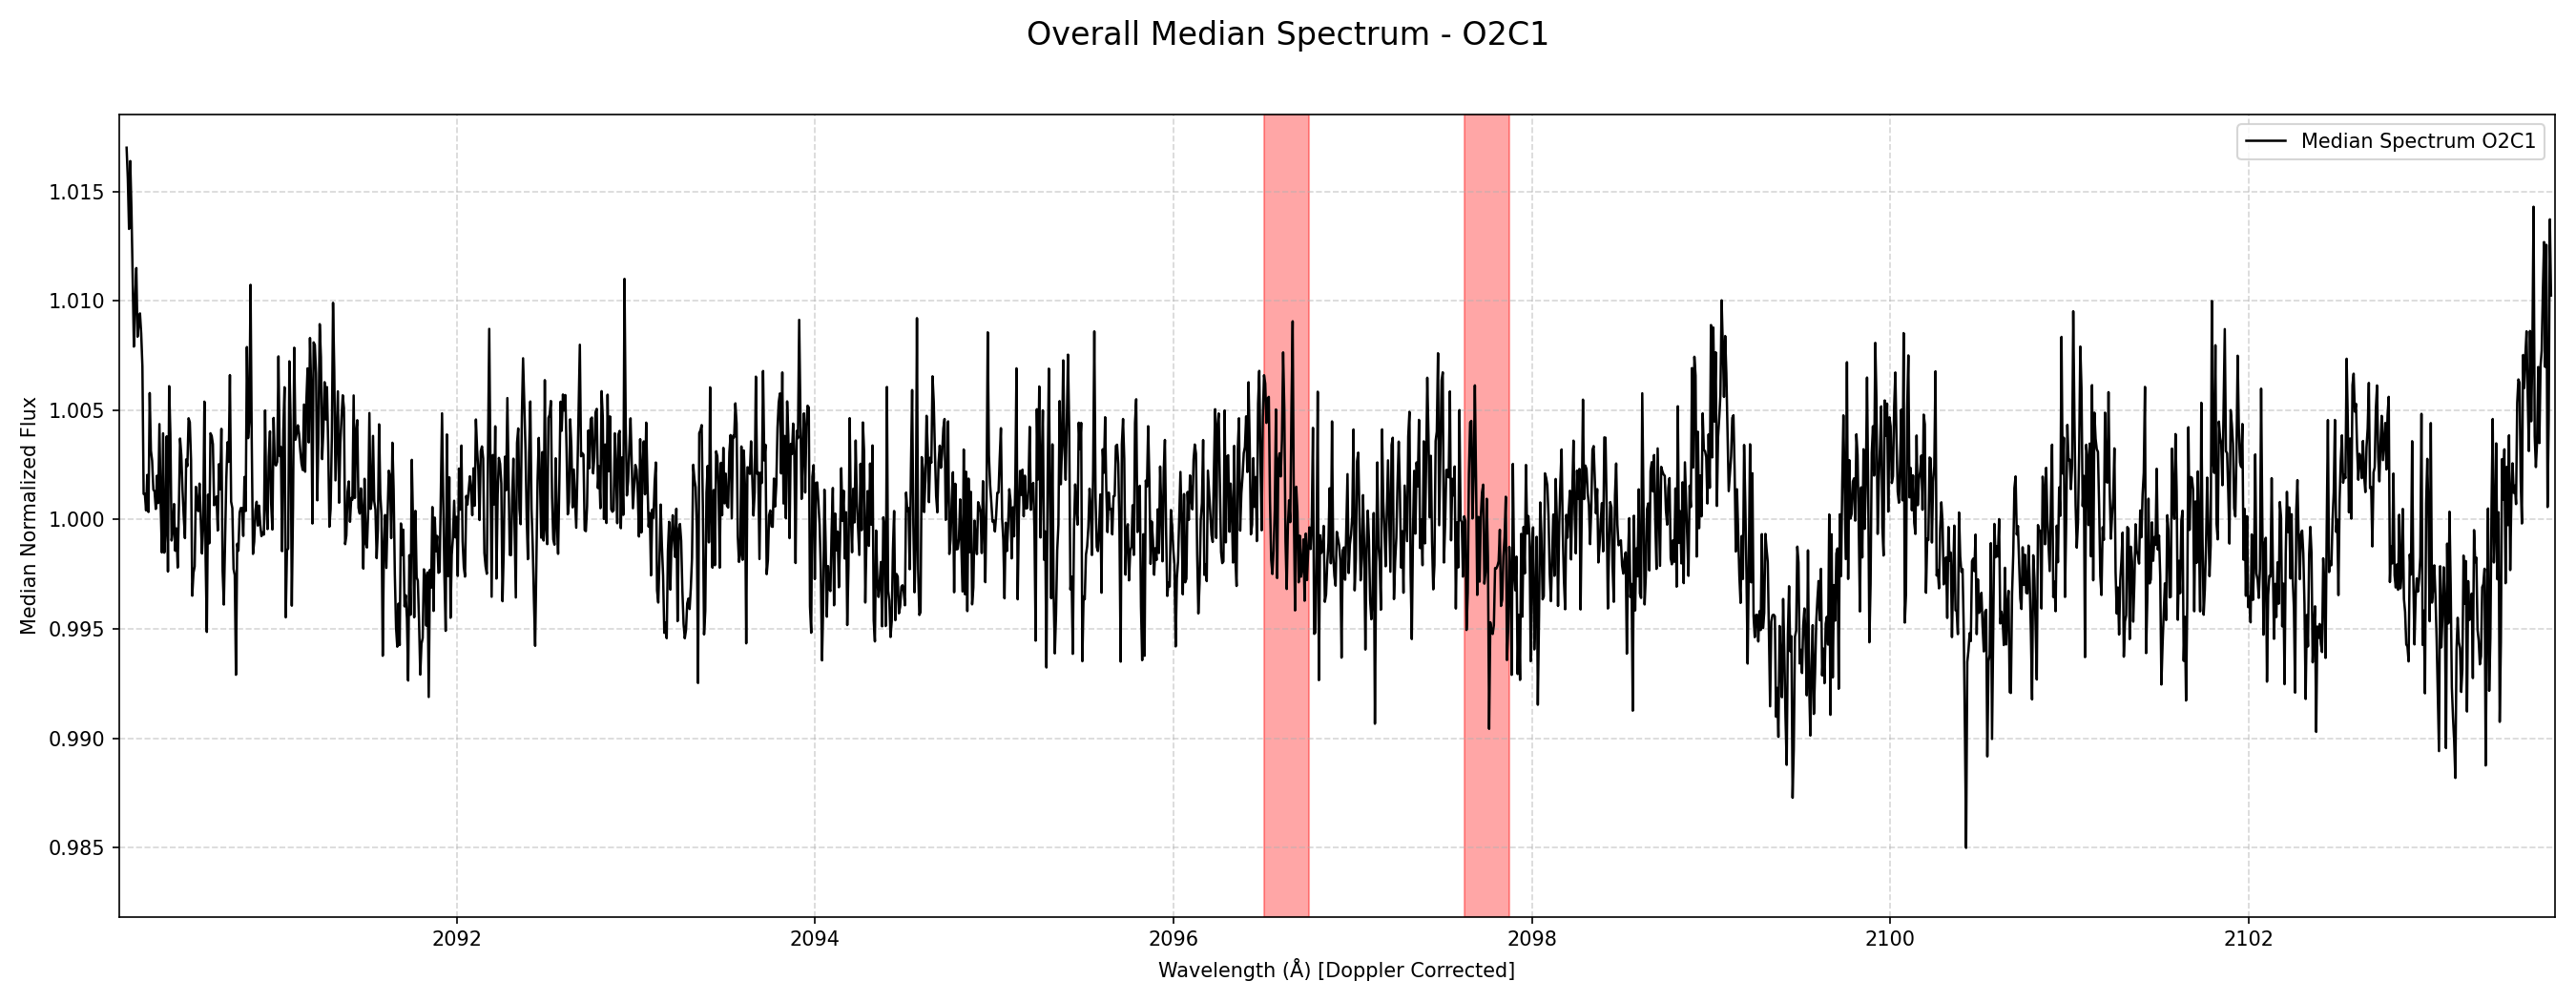 Overall Median Spectrum - O2C1
Median Spectrum O2C1
Median Normalized Flux
1.015
1.010
1.005
1.000
0.995
0.990
0.985
2092 2094 2096 2098 2100 2102
Wavelength (Å) [Doppler Corrected]